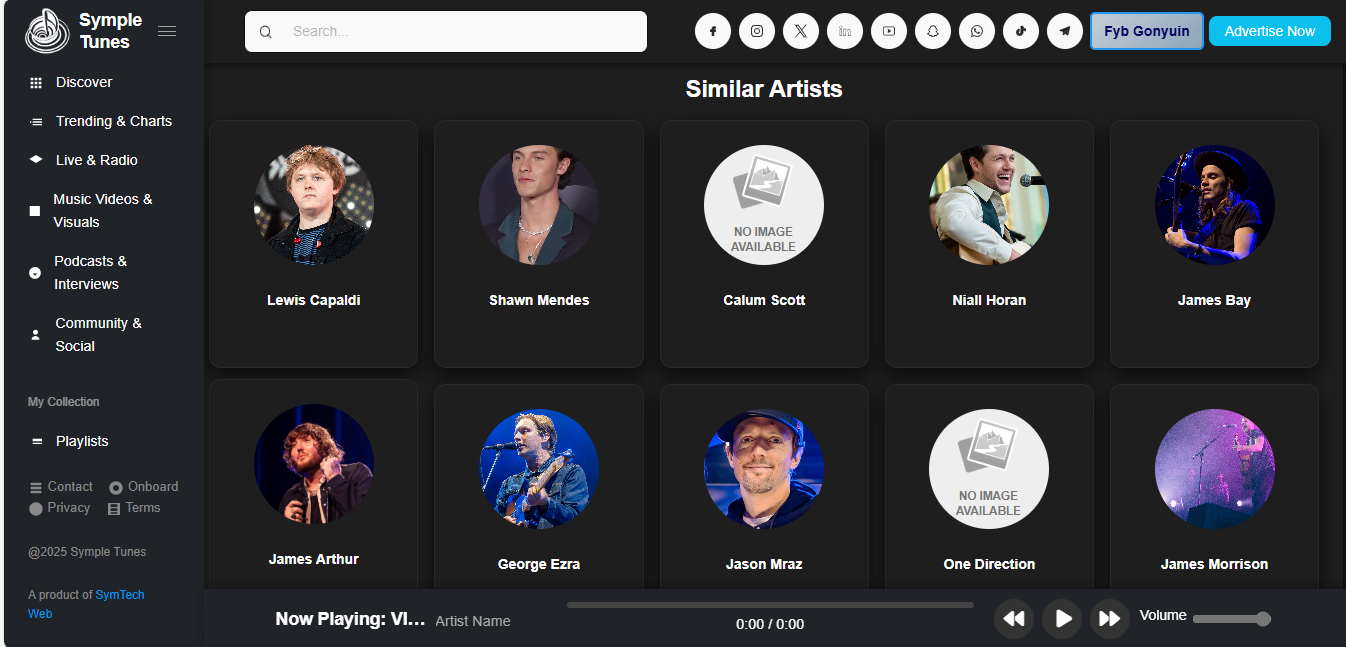 Symple
Tunes
Search...
Fyb Gonyuin
Advertise Now
Discover
Trending & Charts
Live & Radio
Music Videos &
Visuals
Podcasts &
Interviews
Community &
Social
My Collection
Playlists
Contact
Onboard
Privacy
Terms
@2025 Symple Tunes
A product of SymTech
Web
Similar Artists
NO IMAGE
AVAILABLE
Lewis Capaldi
Shawn Mendes
Calum Scott
Niall Horan
James Bay
NO IMAGE
AVAILABLE
James Arthur
George Ezra
Jason Mraz
One Direction
James Morrison
Now Playing: VI...
Artist Name
0:00 / 0:00
Volume